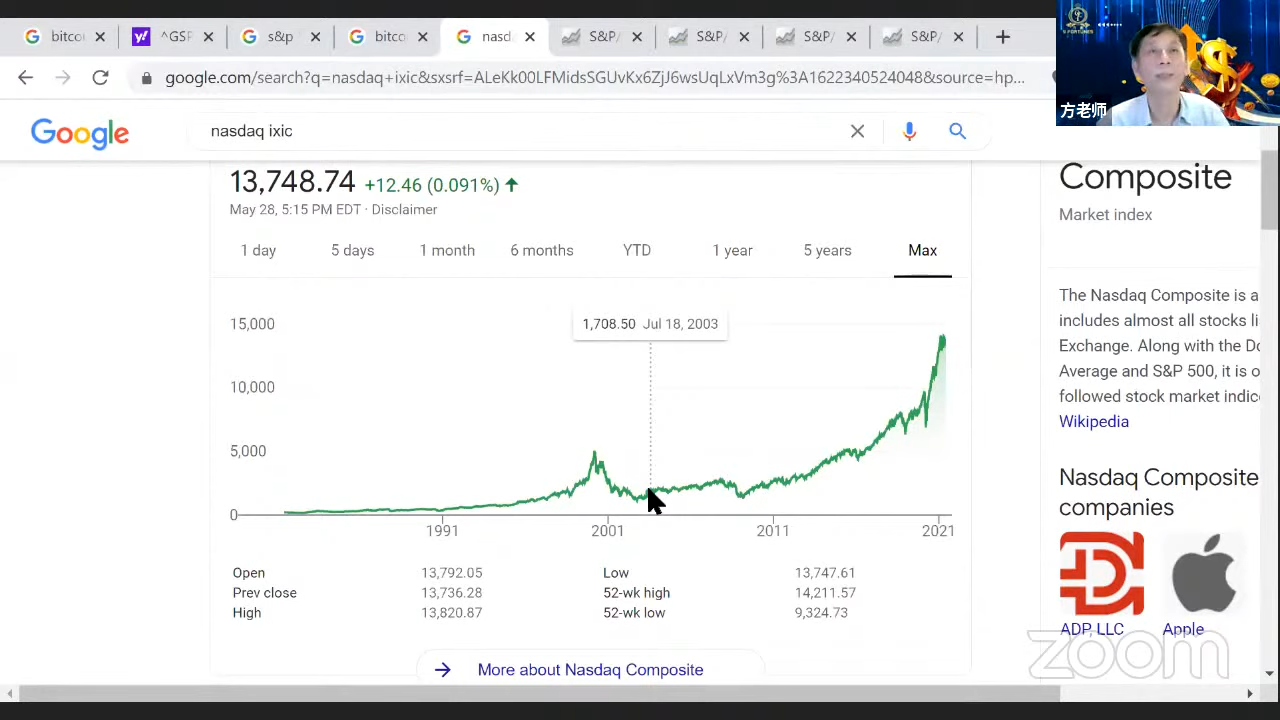 bitcoi
^GSP
s&p
bitco
nasd
S&P/
S&P/
S&P/
S&P/
google.com/search?q=nasdaq+ixic&sxsrf=ALeKk00LFMidsSGUvKx6ZjJ6wsUqLxVm3g%3A1622340524048&source=hp...
方老师
Google
nasdaq ixic
13,748.74 +12.46 (0.091%)
May 28, 5:15 PM EDT · Disclaimer
1 day 5 days 1 month 6 months YTD 1 year 5 years Max
1,708.50 Jul 18, 2003
15,000
10,000
5,000
0
1991 2001 2011 2021
Open 13,792.05 Low 13,747.61
Prev close 13,736.28 52-wk high 14,211.57
High 13,820.87 52-wk low 9,324.73
More about Nasdaq Composite
Composite
Market index
The Nasdaq Composite is a
includes almost all stocks li
Exchange. Along with the Do
Average and S&P 500, it is o
followed stock market indic
Wikipedia
Nasdaq Composite
companies
ADP, LLC Apple
zoom